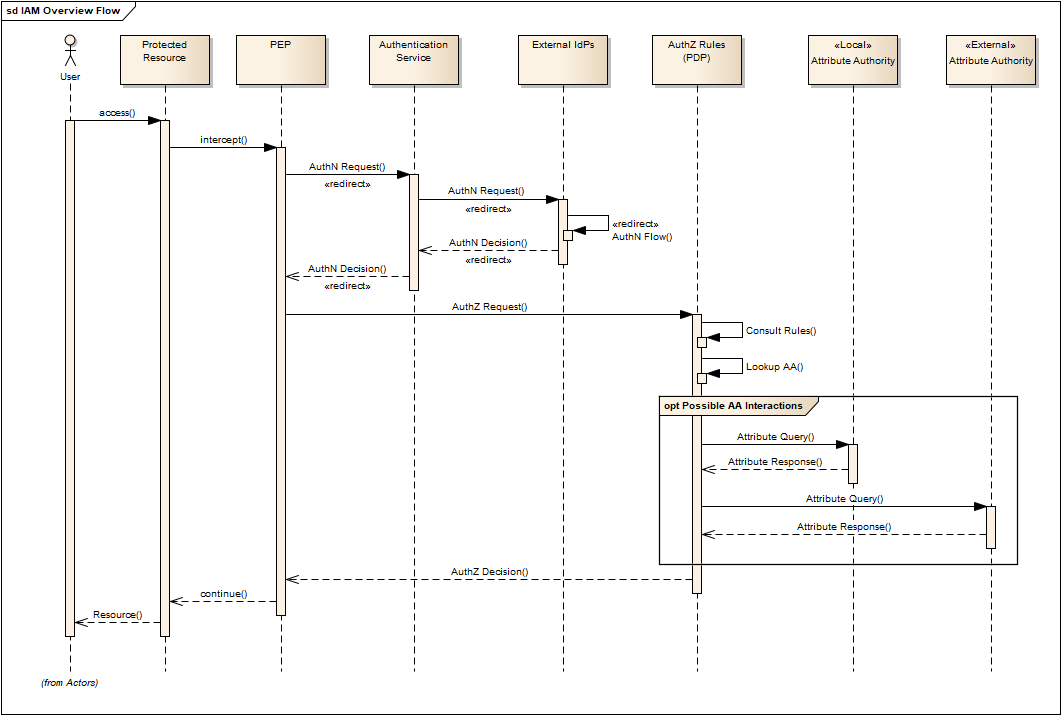 sd IAM Overview Flow
User
Protected
Resource
PEP
Authentication
Service
External IdPs
AuthZ Rules
(PDP)
«Local»
Attribute Authority
«External»
Attribute Authority
access()
intercept()
AuthN Request()
«redirect»
AuthN Request()
«redirect»
«redirect»
AuthN Flow()
AuthN Decision()
«redirect»
AuthN Decision()
«redirect»
AuthZ Request()
Consult Rules()
Lookup AA()
opt Possible AA Interactions
Attribute Query()
Attribute Response()
Attribute Query()
Attribute Response()
AuthZ Decision()
continue()
Resource()
(from Actors)